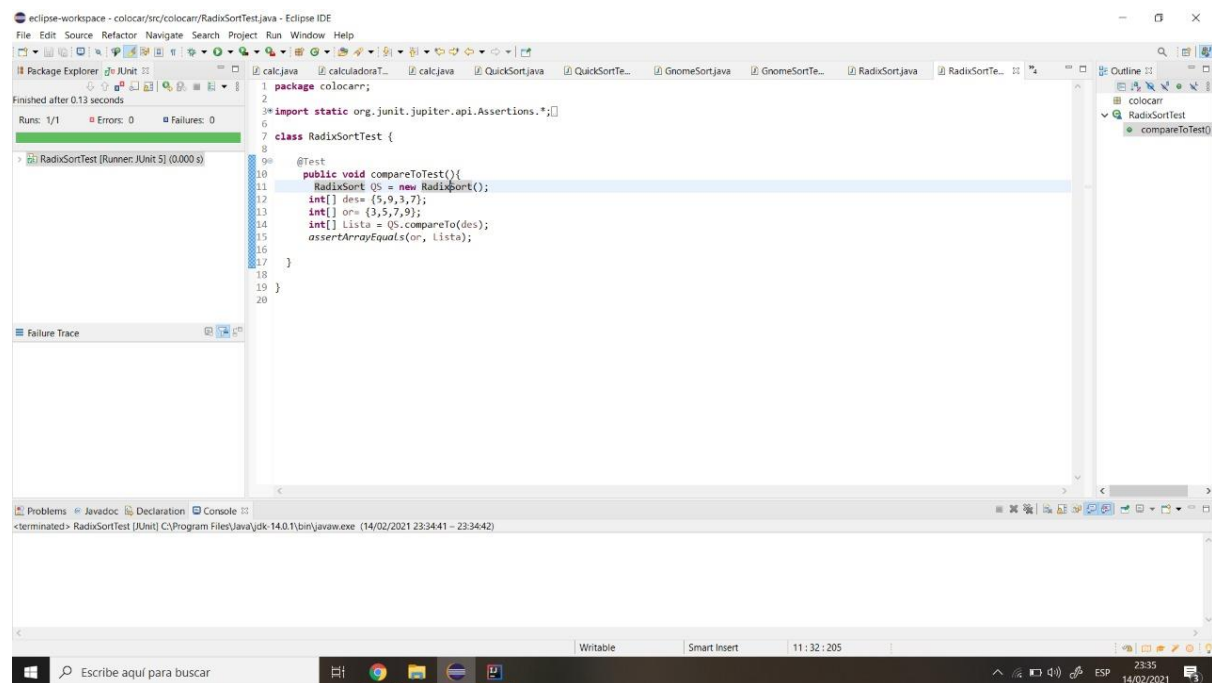 eclipse-workspace - colocar/src/colocarr/RadixSortTest.java - Eclipse IDE
File Edit Source Refactor Navigate Search Project Run Window Help
Package Explorer JUnit
calc.java calculadoraT... calc.java QuickSort.java QuickSortTe... GnomeSort.java GnomeSortTe... RadixSort.java RadixSortTe... 4
Outline
Finished after 0.13 seconds
Runs: 1/1 Errors: 0 Failures: 0
RadixSortTest [Runner: JUnit 5] (0.000 s)
Failure Trace
1 package colocarr;
2
3 import static org.junit.jupiter.api.Assertions.*;
6
7 class RadixSortTest {
8
9 @Test
10 public void compareToTest(){
11 RadixSort QS = new RadixSort();
12 int[] des= {5,9,3,7};
13 int[] or= {3,5,7,9};
14 int[] Lista = QS.compareTo(des);
15 assertArrayEquals(or, Lista);
16
17 }
18
19 }
20
colocarr
RadixSortTest
compareToTest()
Problems Javadoc Declaration Console
<terminated> RadixSortTest [JUnit] C:\Program Files\Java\jdk-14.0.1\bin\javaw.exe (14/02/2021 23:34:41 – 23:34:42)
Writable Smart Insert 11 : 32 : 205
Escribe aquí para buscar
ESP
23:35
14/02/2021
3